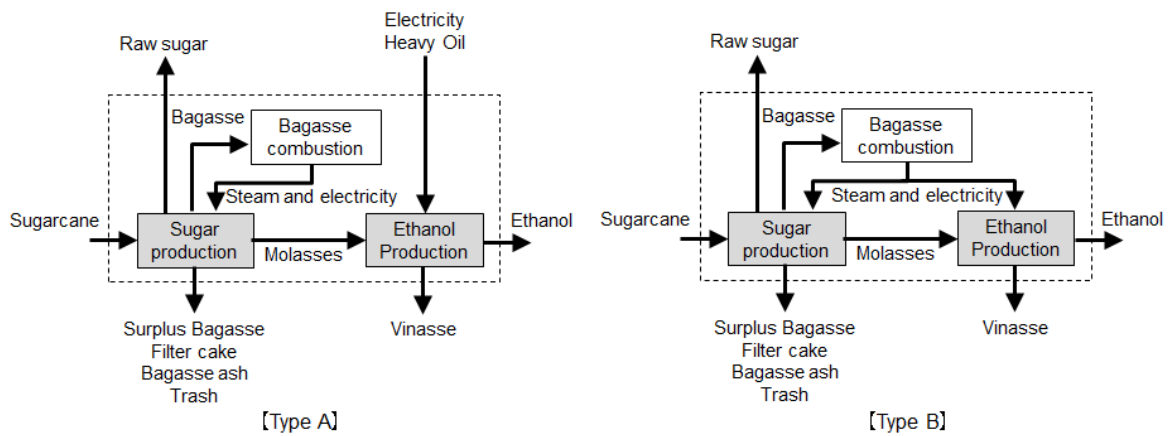 Electricity
Heavy Oil
Raw sugar
Bagasse
Bagasse
combustion
Steam and electricity
Sugarcane
Sugar
production
Molasses
Ethanol
Production
Ethanol
Surplus Bagasse
Filter cake
Bagasse ash
Trash
Vinasse
【Type A】
Raw sugar
Bagasse
Bagasse
combustion
Steam and electricity
Sugarcane
Sugar
production
Molasses
Ethanol
Production
Ethanol
Surplus Bagasse
Filter cake
Bagasse ash
Trash
Vinasse
【Type B】